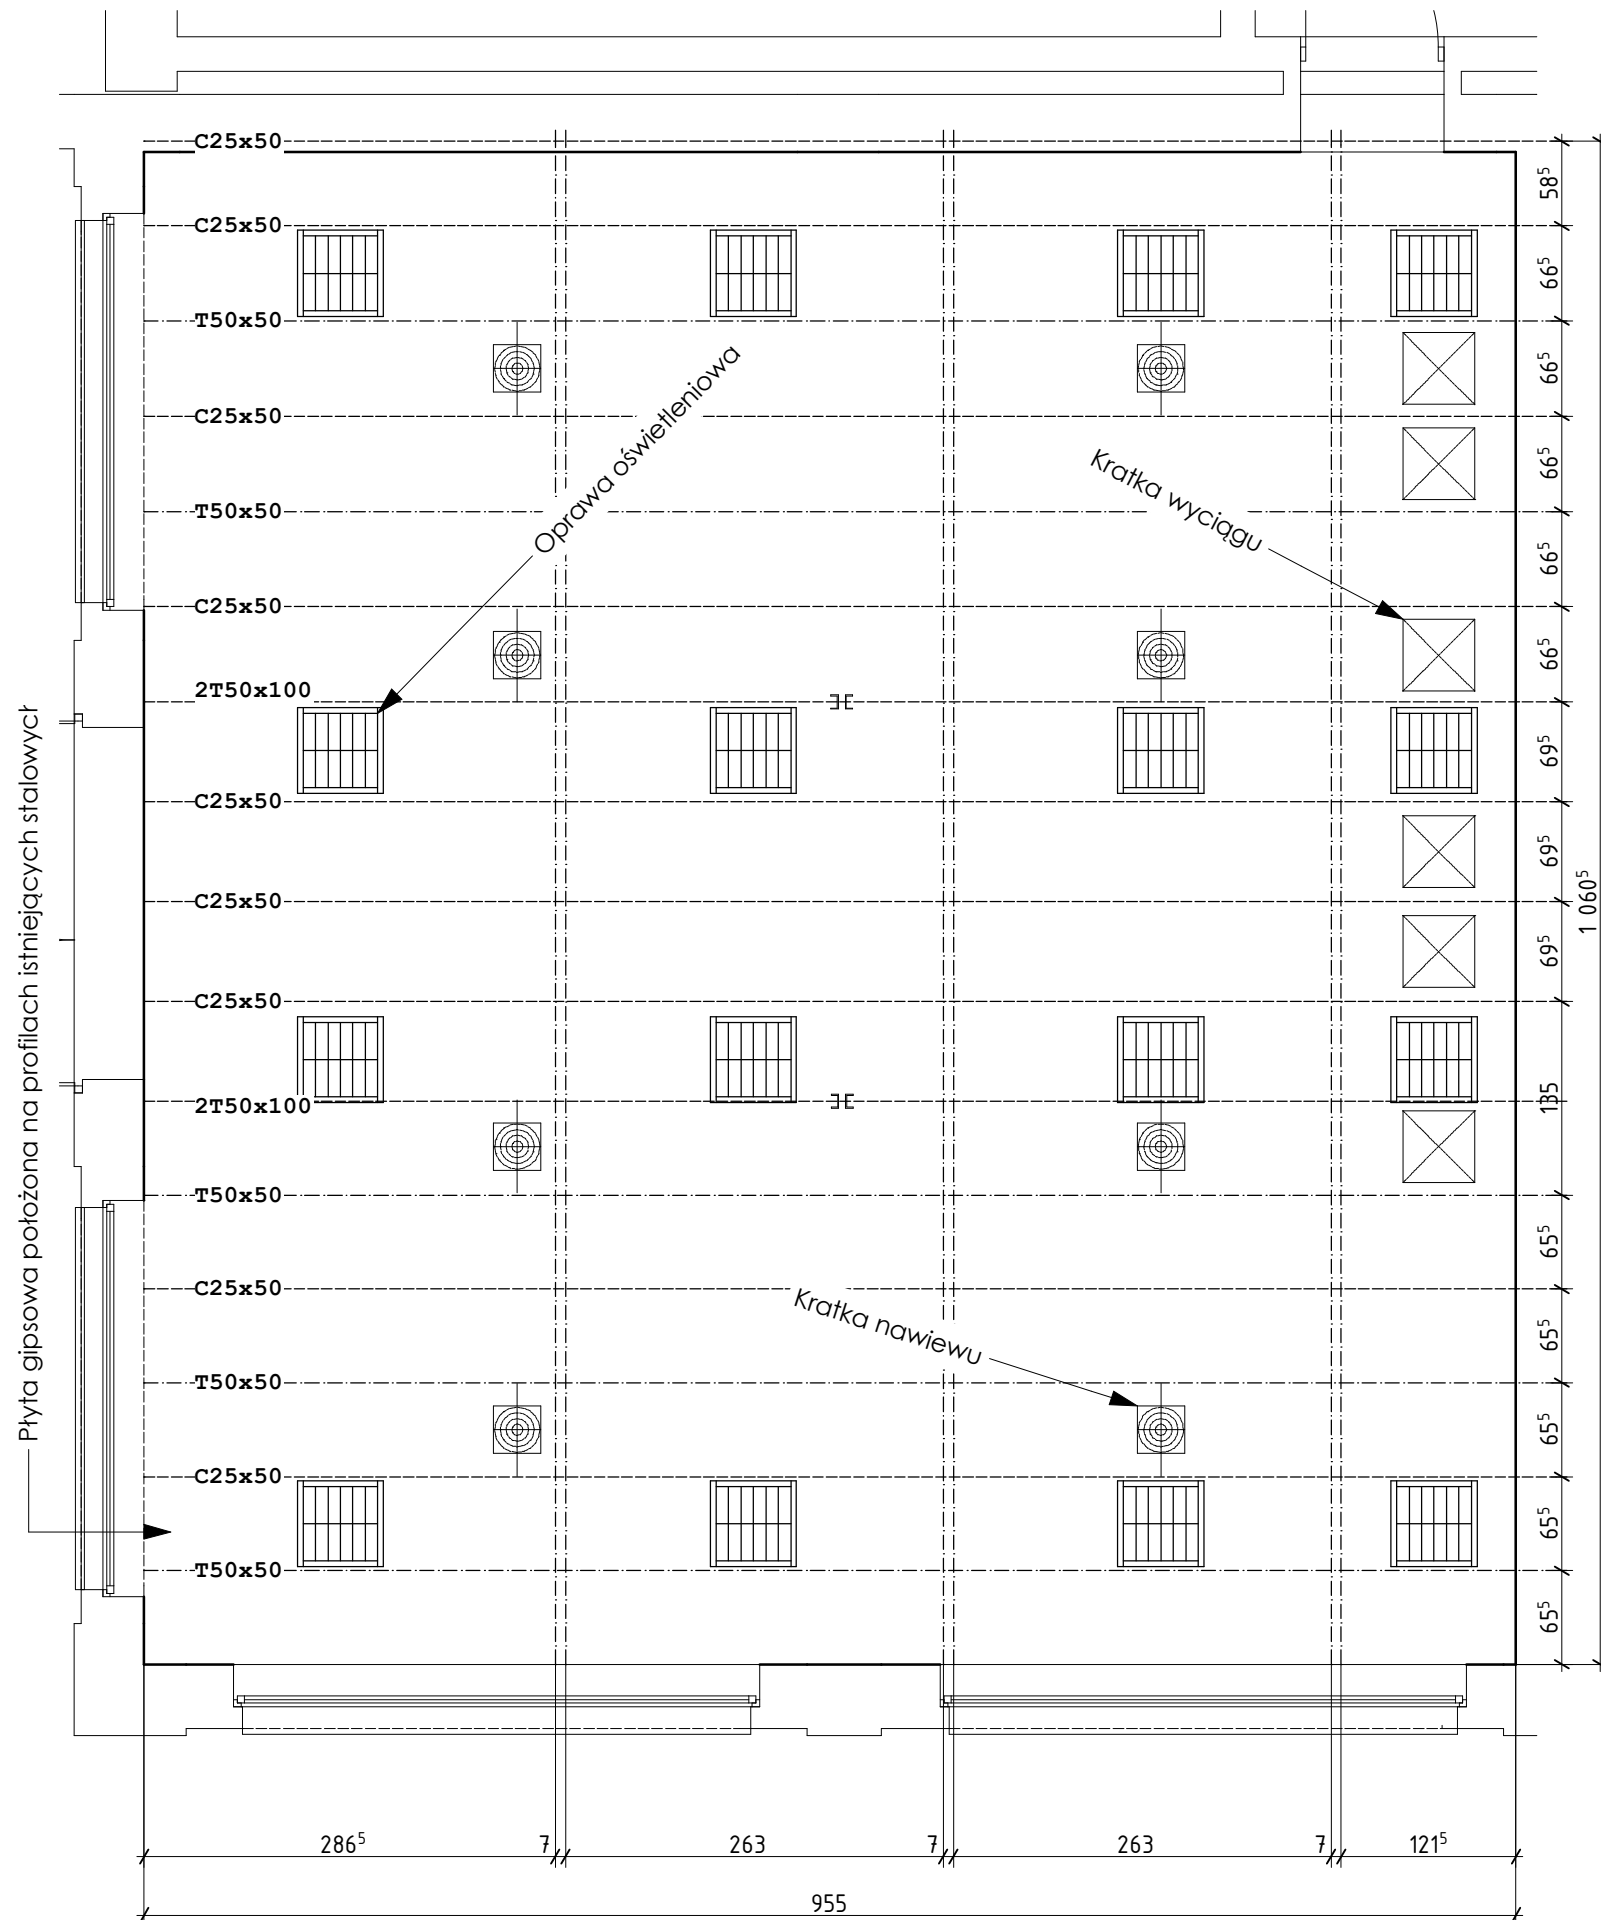 C25x50
58⁵
C25x50
66⁵
T50x50
Oprawa oświetleniowa
66⁵
C25x50
Kratka wyciągu
66⁵
T50x50
66⁵
C25x50
66⁵
2T50x100
69⁵
C25x50
69⁵
1 060⁵
C25x50
69⁵
C25x50
135
2T50x100
T50x50
65⁵
C25x50
Kratka nawiewu
65⁵
T50x50
65⁵
C25x50
65⁵
T50x50
65⁵
Płyta gipsowa położona na profilach istniejących stalowych
286⁵ 7 263 7 263 7 121⁵
955